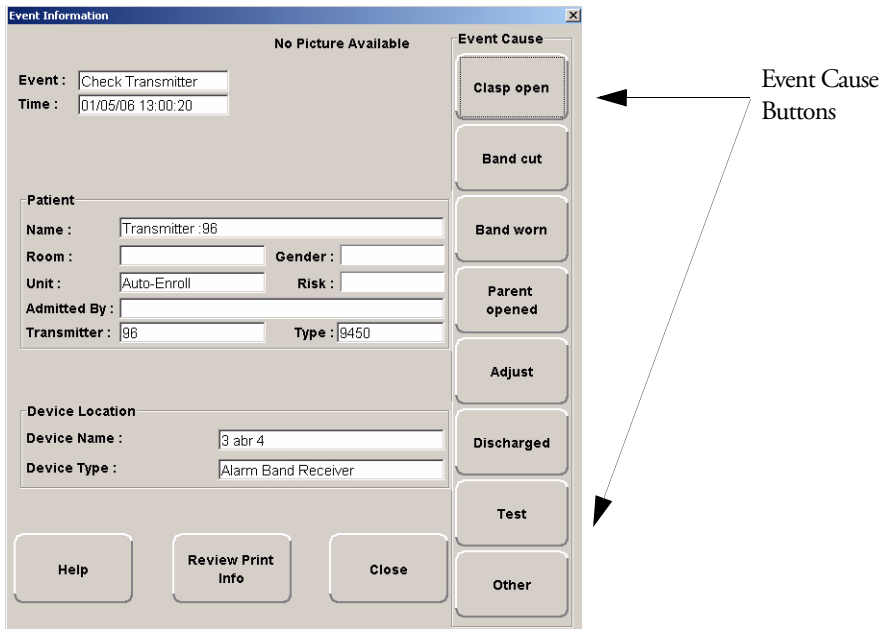 Event Information
No Picture Available
Event :
Check Transmitter
Time :
01/05/06 13:00:20
Patient
Name :
Transmitter :96
Room :
Gender :
Unit :
Auto-Enroll
Risk :
Admitted By :
Transmitter :
96
Type :
9450
Device Location
Device Name :
3 abr 4
Device Type :
Alarm Band Receiver
Help
Review Print
Info
Close
Event Cause
Clasp open
Band cut
Band worn
Parent
opened
Adjust
Discharged
Test
Other
Event Cause
Buttons